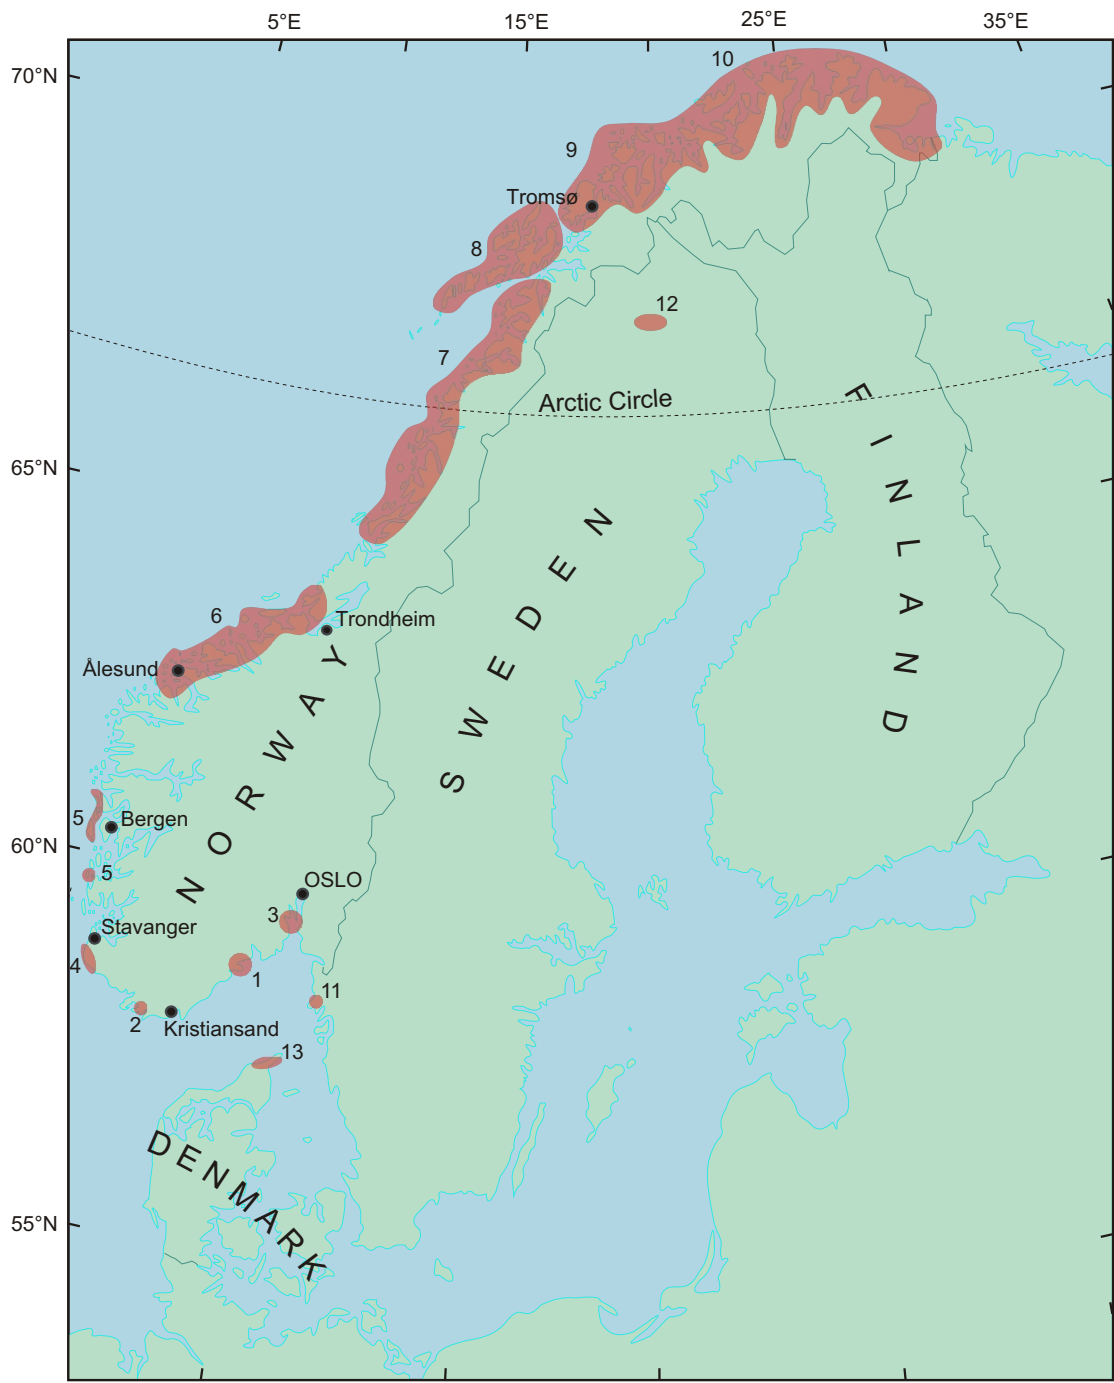 5°E 15°E 25°E 35°E
10
70°N
9
Tromsø
8
12
7
Arctic Circle
FINLAND
65°N
SWEDEN
6
Trondheim
Ålesund
NORWAY
5 Bergen
60°N
5
OSLO
3
Stavanger
4
1
11
2
Kristiansand
13
DENMARK
55°N